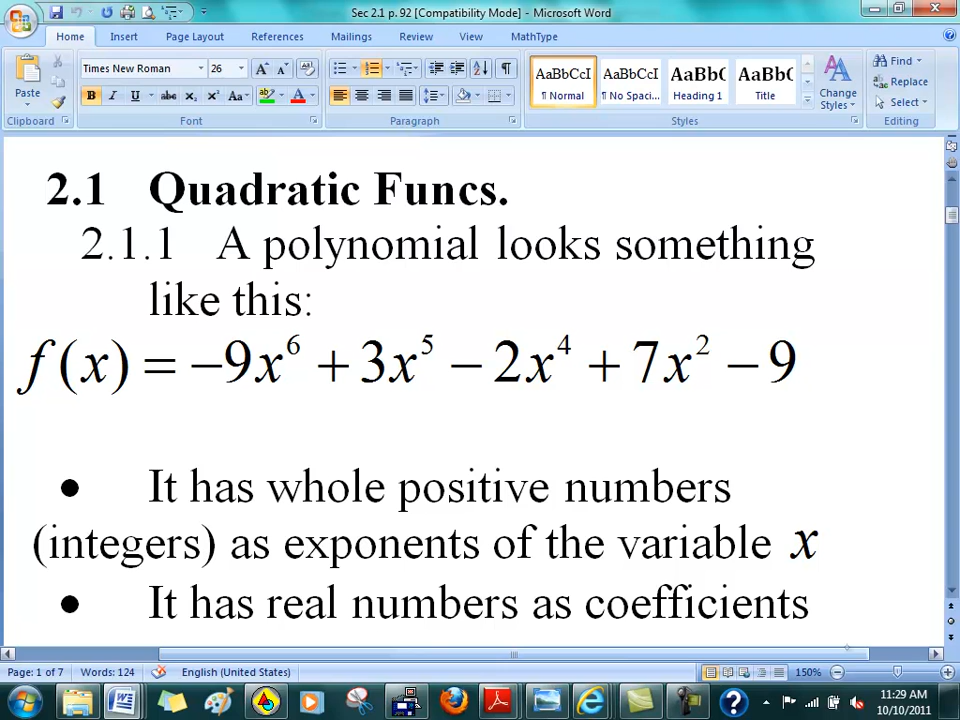 Sec 2.1 p. 92 [Compatibility Mode] - Microsoft Word
Home Insert Page Layout References Mailings Review View MathType
Paste
Times New Roman 26
B I U abc x₂ x² Aa
AaBbCcI AaBbCcI AaBbC AaBbC
¶ Normal ¶ No Spaci... Heading 1 Title
Change Styles
Find
Replace
Select
Clipboard Font Paragraph Styles Editing
2.1 Quadratic Funcs.
2.1.1 A polynomial looks something
like this:
f(x) = −9x⁶ + 3x⁵ − 2x⁴ + 7x² − 9
• It has whole positive numbers
(integers) as exponents of the variable x
• It has real numbers as coefficients
Page: 1 of 7 Words: 124 English (United States) 150%
11:29 AM
10/10/2011